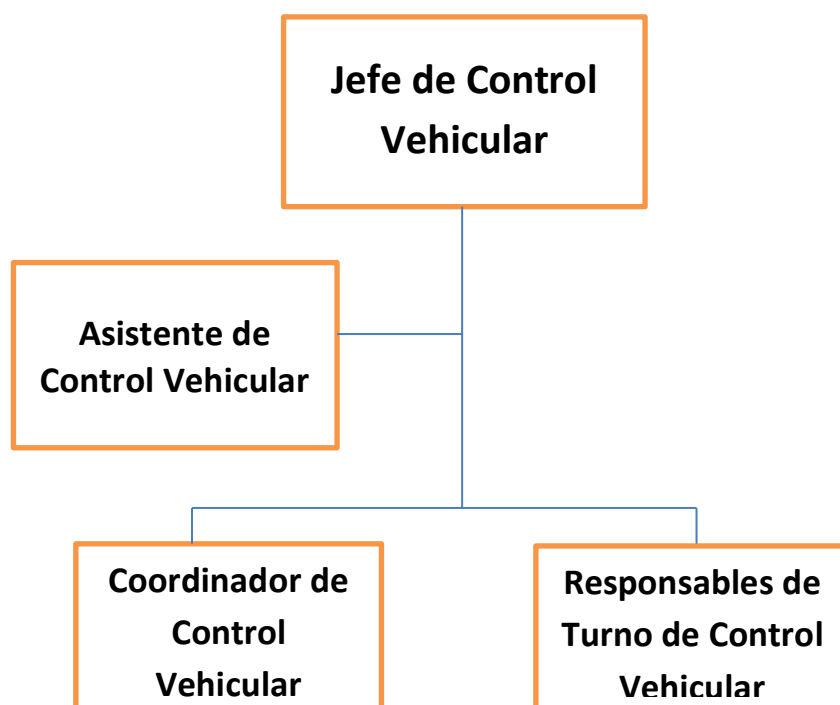 Jefe de Control
Vehicular
Asistente de
Control Vehicular
Coordinador de
Control
Vehicular
Responsables de
Turno de Control
Vehicular